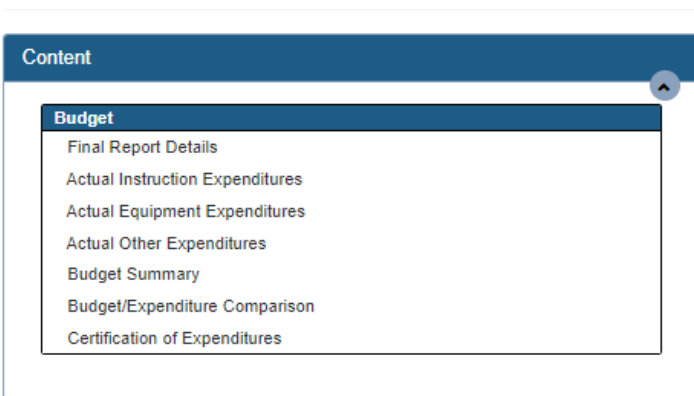 Content
Budget
Final Report Details
Actual Instruction Expenditures
Actual Equipment Expenditures
Actual Other Expenditures
Budget Summary
Budget/Expenditure Comparison
Certification of Expenditures